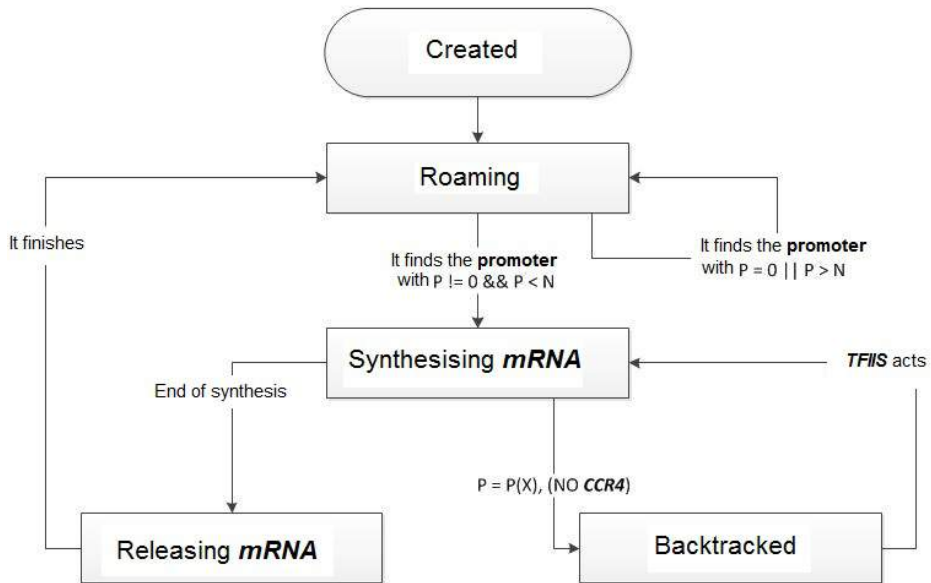 Created
Roaming
It finishes
It finds the promoter
with P != 0 && P < N
It finds the promoter
with P = 0 || P > N
Synthesising mRNA
TFIIS acts
End of synthesis
P = P(X), (NO CCR4)
Releasing mRNA
Backtracked